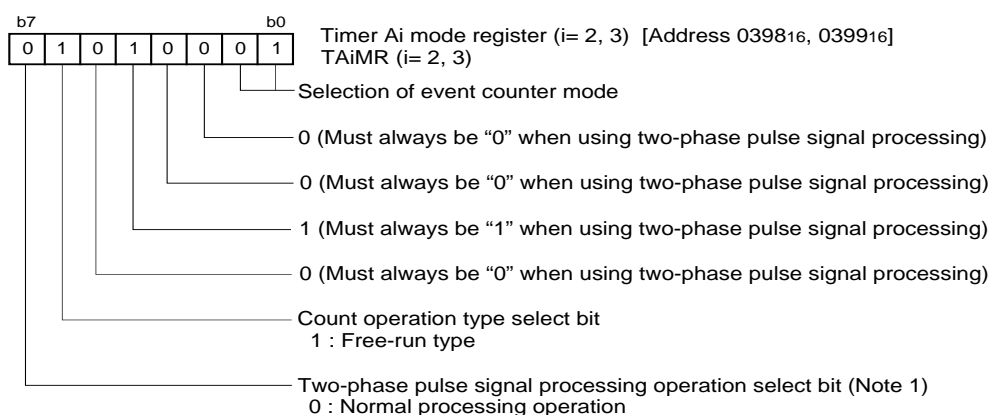 b7 b0
0 1 0 1 0 0 0 1
Timer Ai mode register (i= 2, 3) [Address 039816, 039916]
TAiMR (i= 2, 3)
Selection of event counter mode
0 (Must always be “0” when using two-phase pulse signal processing)
0 (Must always be “0” when using two-phase pulse signal processing)
1 (Must always be “1” when using two-phase pulse signal processing)
0 (Must always be “0” when using two-phase pulse signal processing)
Count operation type select bit
1 : Free-run type
Two-phase pulse signal processing operation select bit (Note 1)
0 : Normal processing operation